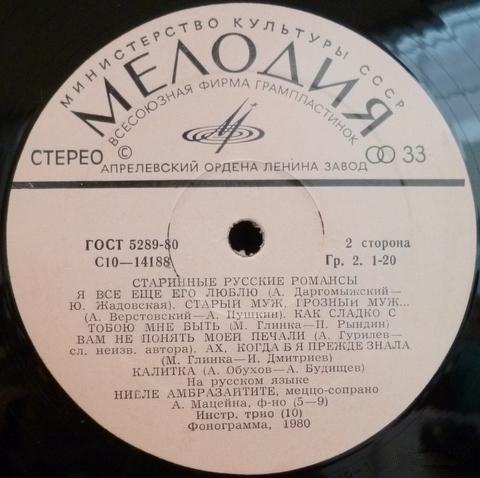 МИНИСТЕРСТВО КУЛЬТУРЫ СССР
МЕЛОДИЯ
ВСЕСОЮЗНАЯ ФИРМА ГРАМПЛАСТИНОК
СТЕРЕО © 33
АПРЕЛЕВСКИЙ ОРДЕНА ЛЕНИНА ЗАВОД
ГОСТ 5289-80 2 сторона
С10—14188 Гр. 2. 1-20
СТАРИННЫЕ РУССКИЕ РОМАНСЫ
Я ВСЕ ЕЩЕ ЕГО ЛЮБЛЮ (А. Даргомыжский—
Ю. Жадовская). СТАРЫЙ МУЖ, ГРОЗНЫЙ МУЖ...
(А. Верстовский—А. Пушкин). КАК СЛАДКО С
ТОБОЮ МНЕ БЫТЬ (М. Глинка—П. Рындин)
ВАМ НЕ ПОНЯТЬ МОЕЙ ПЕЧАЛИ (А. Гурилев—
сл. неизв. автора). АХ, КОГДА Б Я ПРЕЖДЕ ЗНАЛА
(М. Глинка—И. Дмитриев)
КАЛИТКА (А. Обухов—А. Будищев)
На русском языке
НИЕЛЕ АМБРАЗАЙТИТЕ, меццо-сопрано
А. Мацейна, ф-но (5—9)
Инстр. трио (10)
Фонограмма, 1980